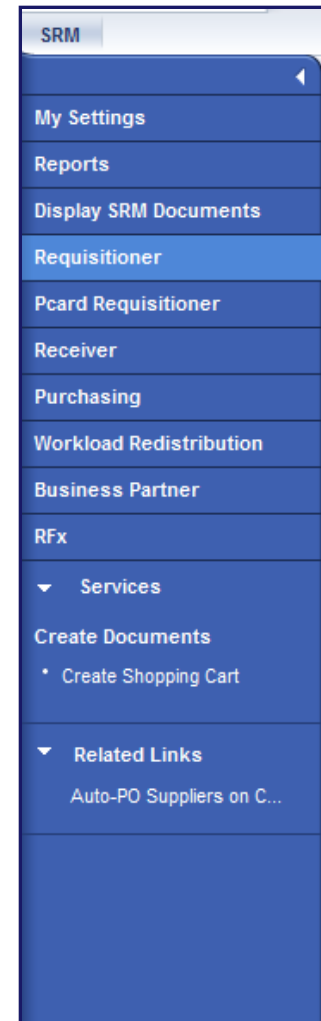 SRM
My Settings
Reports
Display SRM Documents
Requisitioner
Pcard Requisitioner
Receiver
Purchasing
Workload Redistribution
Business Partner
RFx
Services
Create Documents
• Create Shopping Cart
Related Links
Auto-PO Suppliers on C...